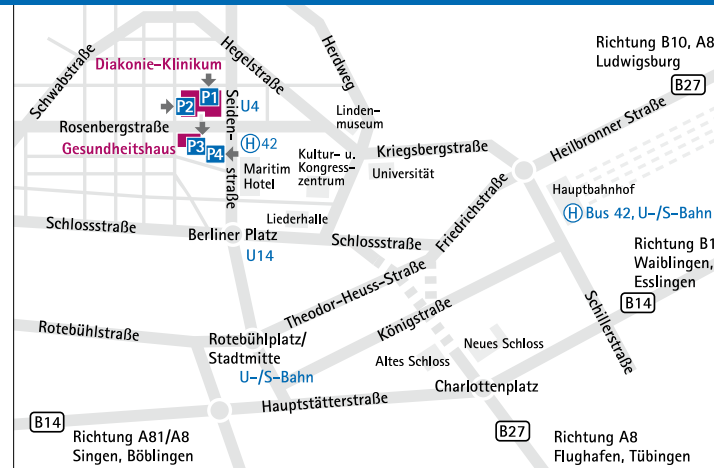 Schwabstraße
Hegelstraße
Herdweg
Richtung B10, A8
Ludwigsburg
B27
Diakonie-Klinikum
P1
P2
U4
Seiden-
straße
Linden-
museum
Heilbronner Straße
Rosenbergstraße
Gesundheitshaus
P3
P4
H 42
Maritim
Hotel
Kultur- u.
Kongress-
zentrum
Kriegsbergstraße
Universität
Hauptbahnhof
H Bus 42, U-/S-Bahn
Friedrichstraße
Liederhalle
Schlossstraße
Berliner Platz
Schlossstraße
U14
Richtung B1
Waiblingen,
Esslingen
B14
Theodor-Heuss-Straße
Königstraße
Schillerstraße
Rotebühlstraße
Rotebühlplatz/
Stadtmitte
U-/S-Bahn
Neues Schloss
Altes Schloss
Charlottenplatz
Hauptstätterstraße
B14
Richtung A81/A8
Singen, Böblingen
B27
Richtung A8
Flughafen, Tübingen